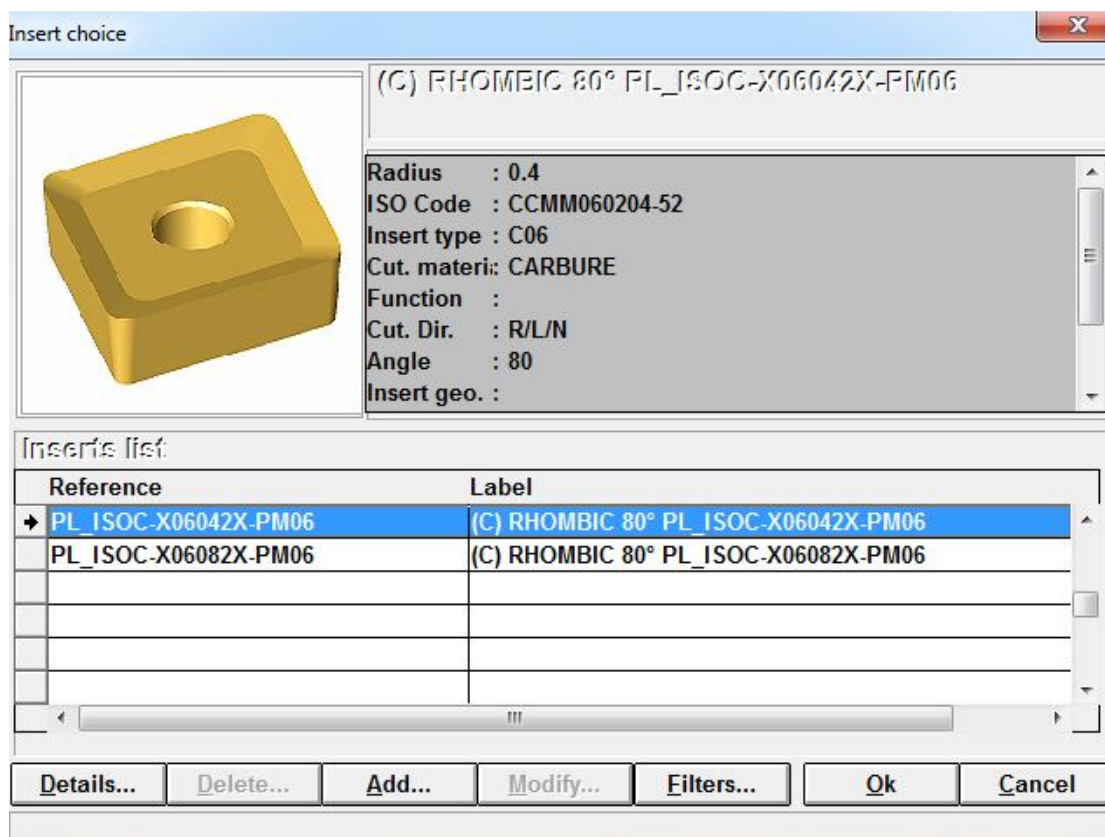 Insert choice
(C) RHOMBIC 80° PL_ISOC-X06042X-PM06
Radius : 0.4
ISO Code : CCMM060204-52
Insert type : C06
Cut. materi: CARBURE
Function :
Cut. Dir. : R/L/N
Angle : 80
Insert geo. :
Inserts list
Reference Label
PL_ISOC-X06042X-PM06 (C) RHOMBIC 80° PL_ISOC-X06042X-PM06
PL_ISOC-X06082X-PM06 (C) RHOMBIC 80° PL_ISOC-X06082X-PM06
Details... Delete... Add... Modify... Filters... Ok Cancel